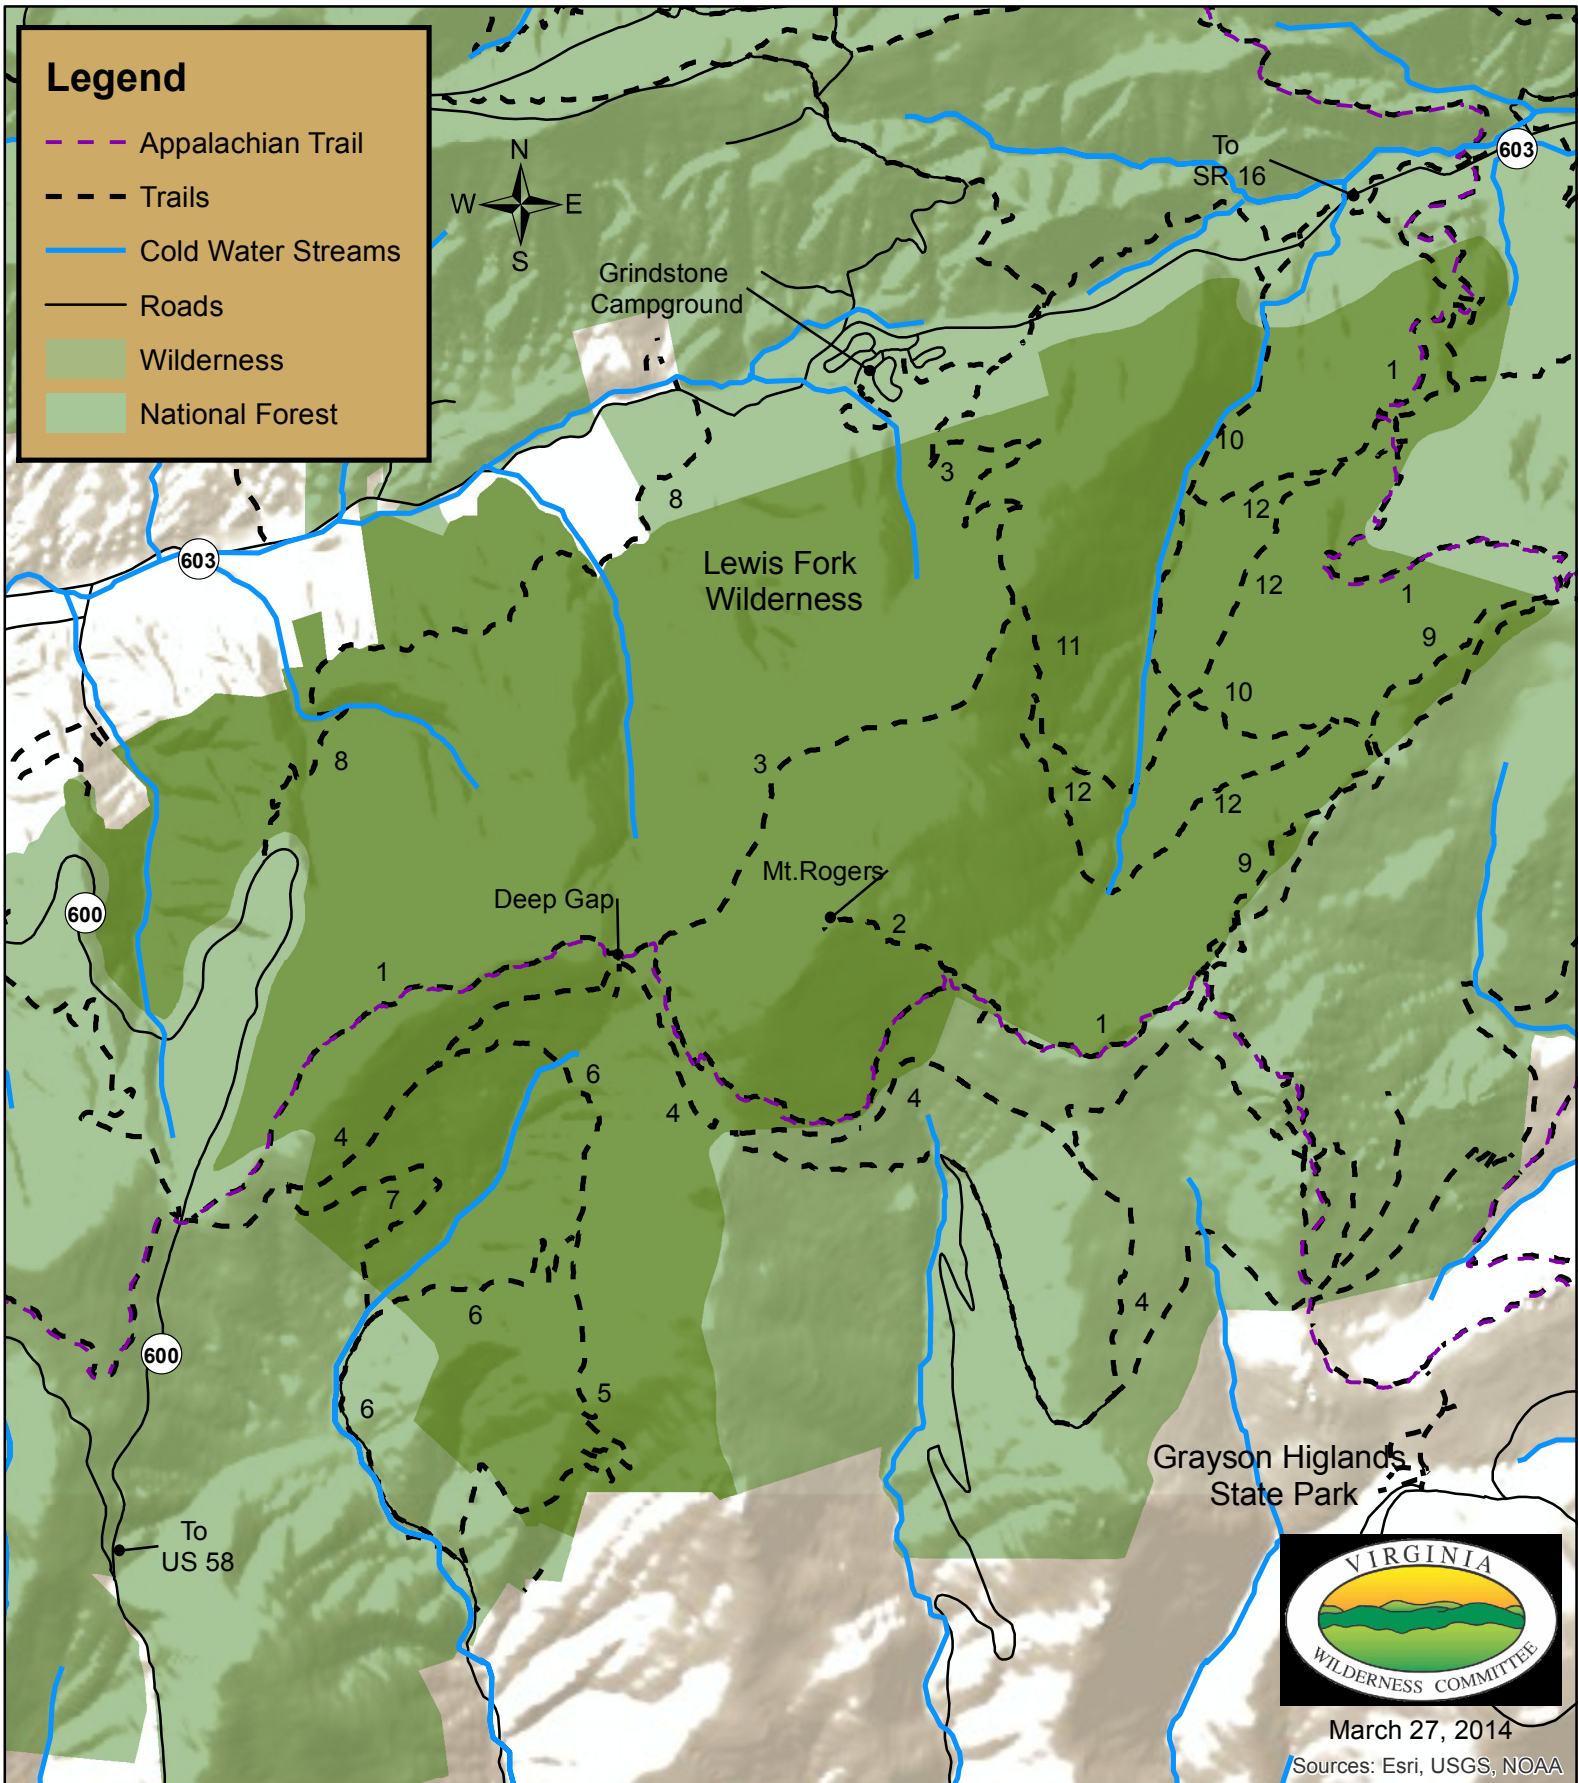 Legend
Appalachian Trail
Trails
Cold Water Streams
Roads
Wilderness
National Forest
N
W E
S
To
SR 16
603
Grindstone
Campground
1
10
3
8
12
Lewis Fork
Wilderness
603
12
1
9
11
10
8
3
12
12
9
Mt.Rogers
Deep Gap
600
2
1
1
6
4
4
4
7
4
6
600
5
6
Grayson Higlands
State Park
To
US 58
VIRGINIA
WILDERNESS COMMITTEE
March 27, 2014
Sources: Esri, USGS, NOAA